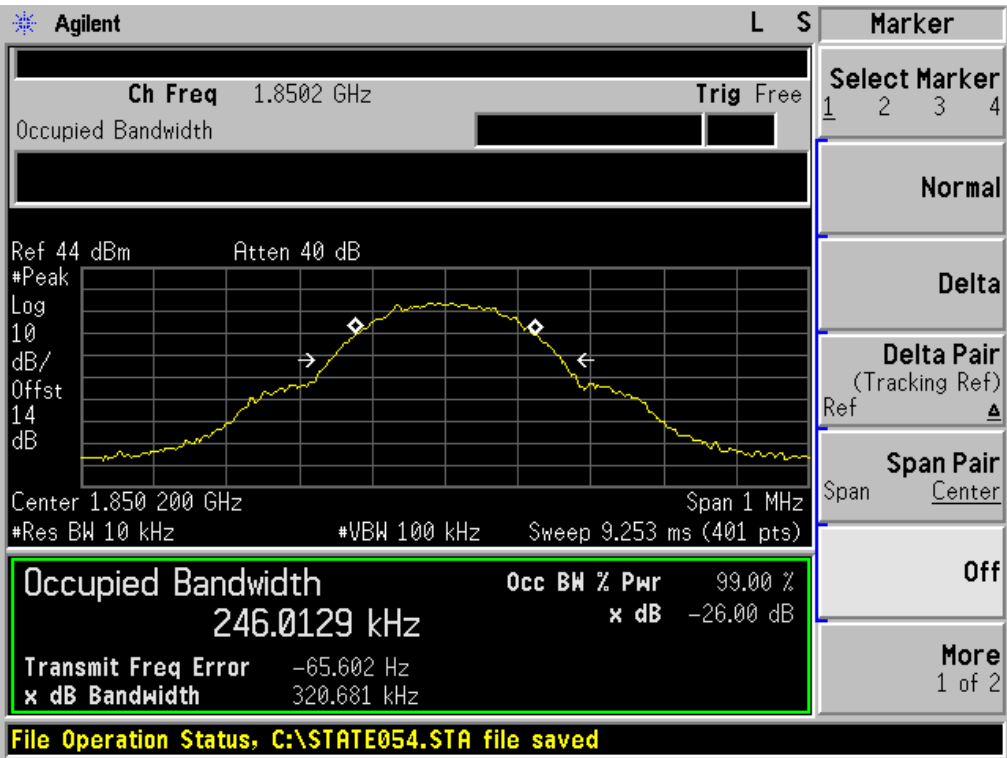 Agilent L S
Marker
Ch Freq 1.8502 GHz Trig Free
Occupied Bandwidth
Ref 44 dBm Atten 40 dB
#Peak
Log
10
dB/
Offst
14
dB
Center 1.850 200 GHz Span 1 MHz
#Res BW 10 kHz #VBW 100 kHz Sweep 9.253 ms (401 pts)
Occupied Bandwidth Occ BW % Pwr 99.00 %
246.0129 kHz x dB -26.00 dB
Transmit Freq Error -65.602 Hz
x dB Bandwidth 320.681 kHz
File Operation Status, C:\STATE054.STA file saved
Select Marker
1 2 3 4
Normal
Delta
Delta Pair
(Tracking Ref)
Ref Δ
Span Pair
Span Center
Off
More
1 of 2